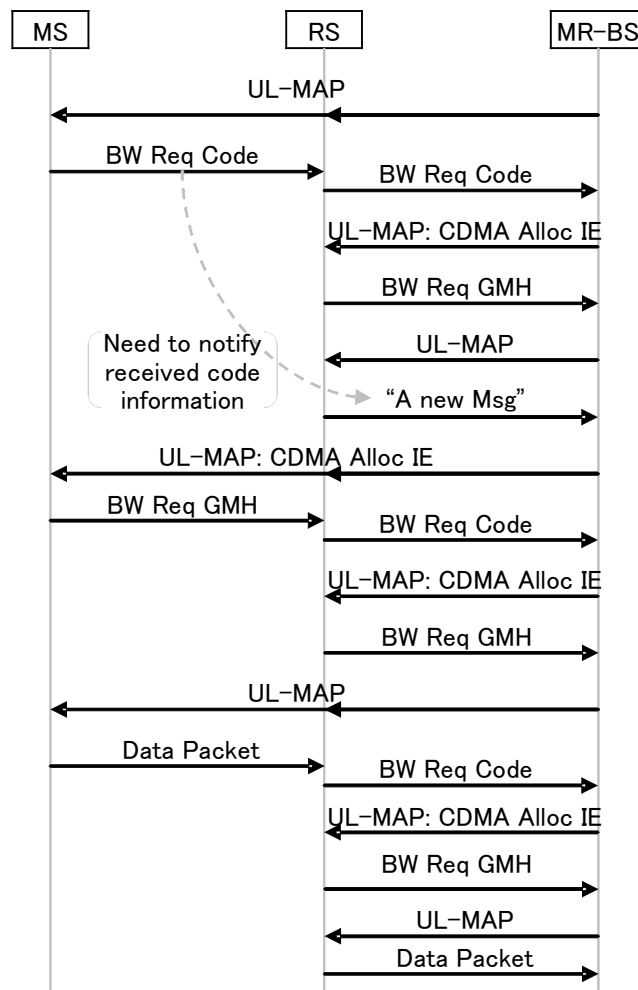 MS
RS
MR-BS
UL-MAP
BW Req Code
BW Req Code
UL-MAP: CDMA Alloc IE
BW Req GMH
Need to notify
received code
information
UL-MAP
“A new Msg”
UL-MAP: CDMA Alloc IE
BW Req GMH
BW Req Code
UL-MAP: CDMA Alloc IE
BW Req GMH
UL-MAP
Data Packet
BW Req Code
UL-MAP: CDMA Alloc IE
BW Req GMH
UL-MAP
Data Packet